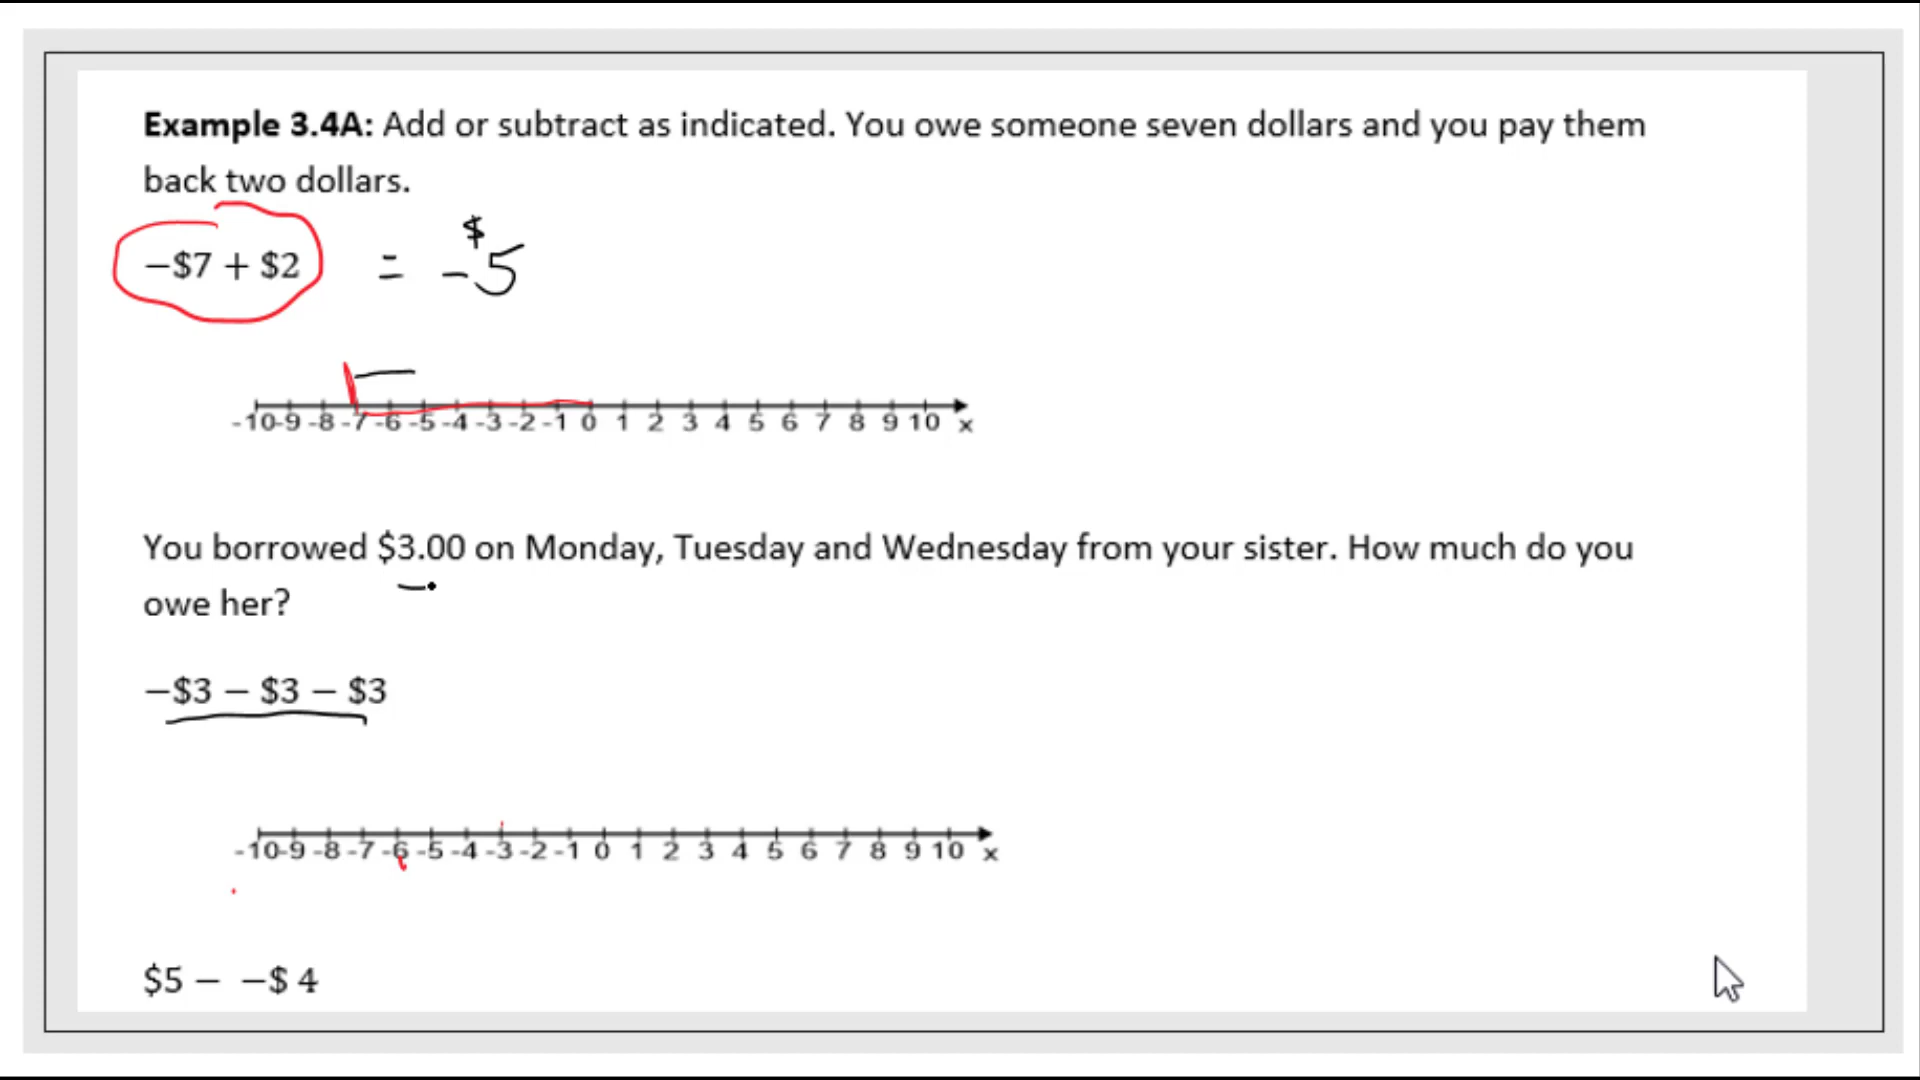 Example 3.4A: Add or subtract as indicated. You owe someone seven dollars and you pay them
back two dollars.
−$7 + $2 = -$5
-10 -9 -8 -7 -6 -5 -4 -3 -2 -1 0 1 2 3 4 5 6 7 8 9 10 x
You borrowed $3.00 on Monday, Tuesday and Wednesday from your sister. How much do you
owe her?
−$3 − $3 − $3
-10 -9 -8 -7 -6 -5 -4 -3 -2 -1 0 1 2 3 4 5 6 7 8 9 10 x
$5 − −$ 4